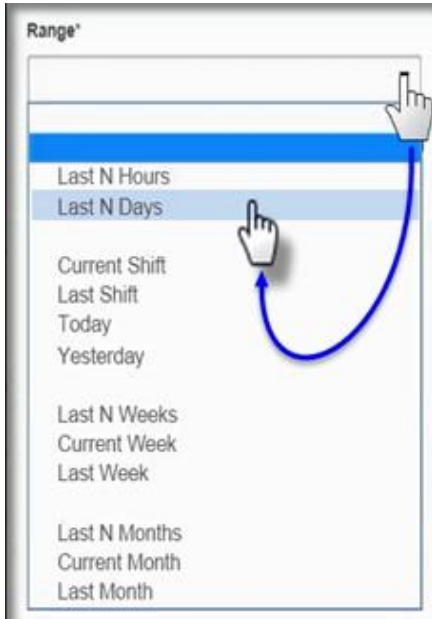 Range*
Last N Hours
Last N Days
Current Shift
Last Shift
Today
Yesterday
Last N Weeks
Current Week
Last Week
Last N Months
Current Month
Last Month